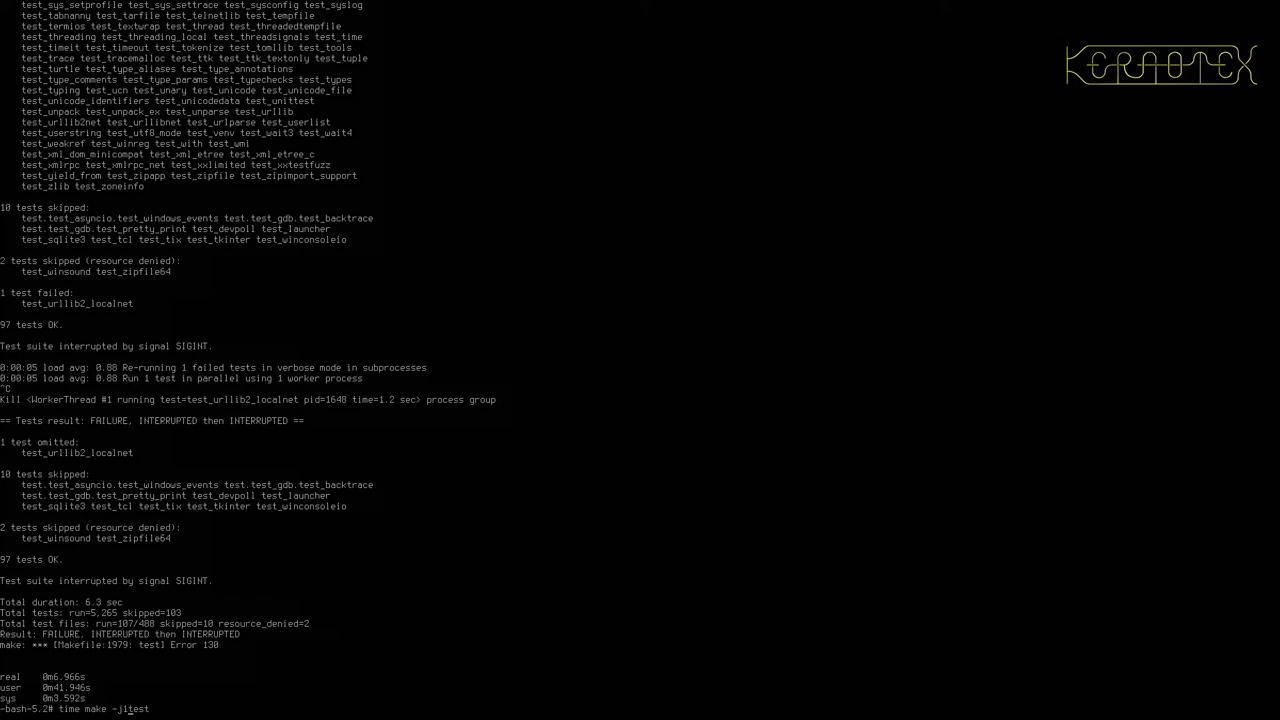 test_sys_setprofile test_sys_settrace test_sysconfig test_syslog
test_tabnanny test_tarfile test_telnetlib test_tempfile
test_termios test_textwrap test_thread test_threadedtempfile
test_threading test_threading_local test_threadsignals test_time
test_timeit test_timeout test_tokenize test_tomllib test_tools
test_trace test_tracemalloc test_ttk test_ttk_textonly test_tuple
test_turtle test_type_aliases test_type_annotations
test_type_comments test_type_params test_typechecks test_types
test_typing test_ucn test_unary test_unicode test_unicode_file
test_unicode_identifiers test_unicodedata test_unittest
test_unpack test_unpack_ex test_unparse test_urllib
test_urllib2net test_urllibnet test_urlparse test_userlist
test_userstring test_utf8_mode test_venv test_wait3 test_wait4
test_weakref test_winreg test_with test_wmi
test_xml_dom_minicompat test_xml_etree test_xml_etree_c
test_xmlrpc test_xmlrpc_net test_xxlimited test_xxtestfuzz
test_yield_from test_zipapp test_zipfile test_zipimport_support
test_zlib test_zoneinfo
10 tests skipped:
test.test_asyncio.test_windows_events test.test_gdb.test_backtrace
test.test_gdb.test_pretty_print test_devpoll test_launcher
test_sqlite3 test_tcl test_tix test_tkinter test_winconsoleio
2 tests skipped (resource denied):
test_winsound test_zipfile64
1 test failed:
test_urllib2_localnet
97 tests OK.
Test suite interrupted by signal SIGINT.
0:00:05 load avg: 0.88 Re-running 1 failed tests in verbose mode in subprocesses
0:00:05 load avg: 0.88 Run 1 test in parallel using 1 worker process
^C
Kill <WorkerThread #1 running test=test_urllib2_localnet pid=1648 time=1.2 sec> process group
== Tests result: FAILURE, INTERRUPTED then INTERRUPTED ==
1 test omitted:
test_urllib2_localnet
10 tests skipped:
test.test_asyncio.test_windows_events test.test_gdb.test_backtrace
test.test_gdb.test_pretty_print test_devpoll test_launcher
test_sqlite3 test_tcl test_tix test_tkinter test_winconsoleio
2 tests skipped (resource denied):
test_winsound test_zipfile64
97 tests OK.
Test suite interrupted by signal SIGINT.
Total duration: 6.3 sec
Total tests: run=5,265 skipped=103
Total test files: run=107/488 skipped=10 resource_denied=2
Result: FAILURE, INTERRUPTED then INTERRUPTED
make: *** [Makefile:1979: test] Error 130
real 0m6.966s
user 0m41.946s
sys 0m3.592s
-bash-5.2# time make -j1test
KERAOTEX